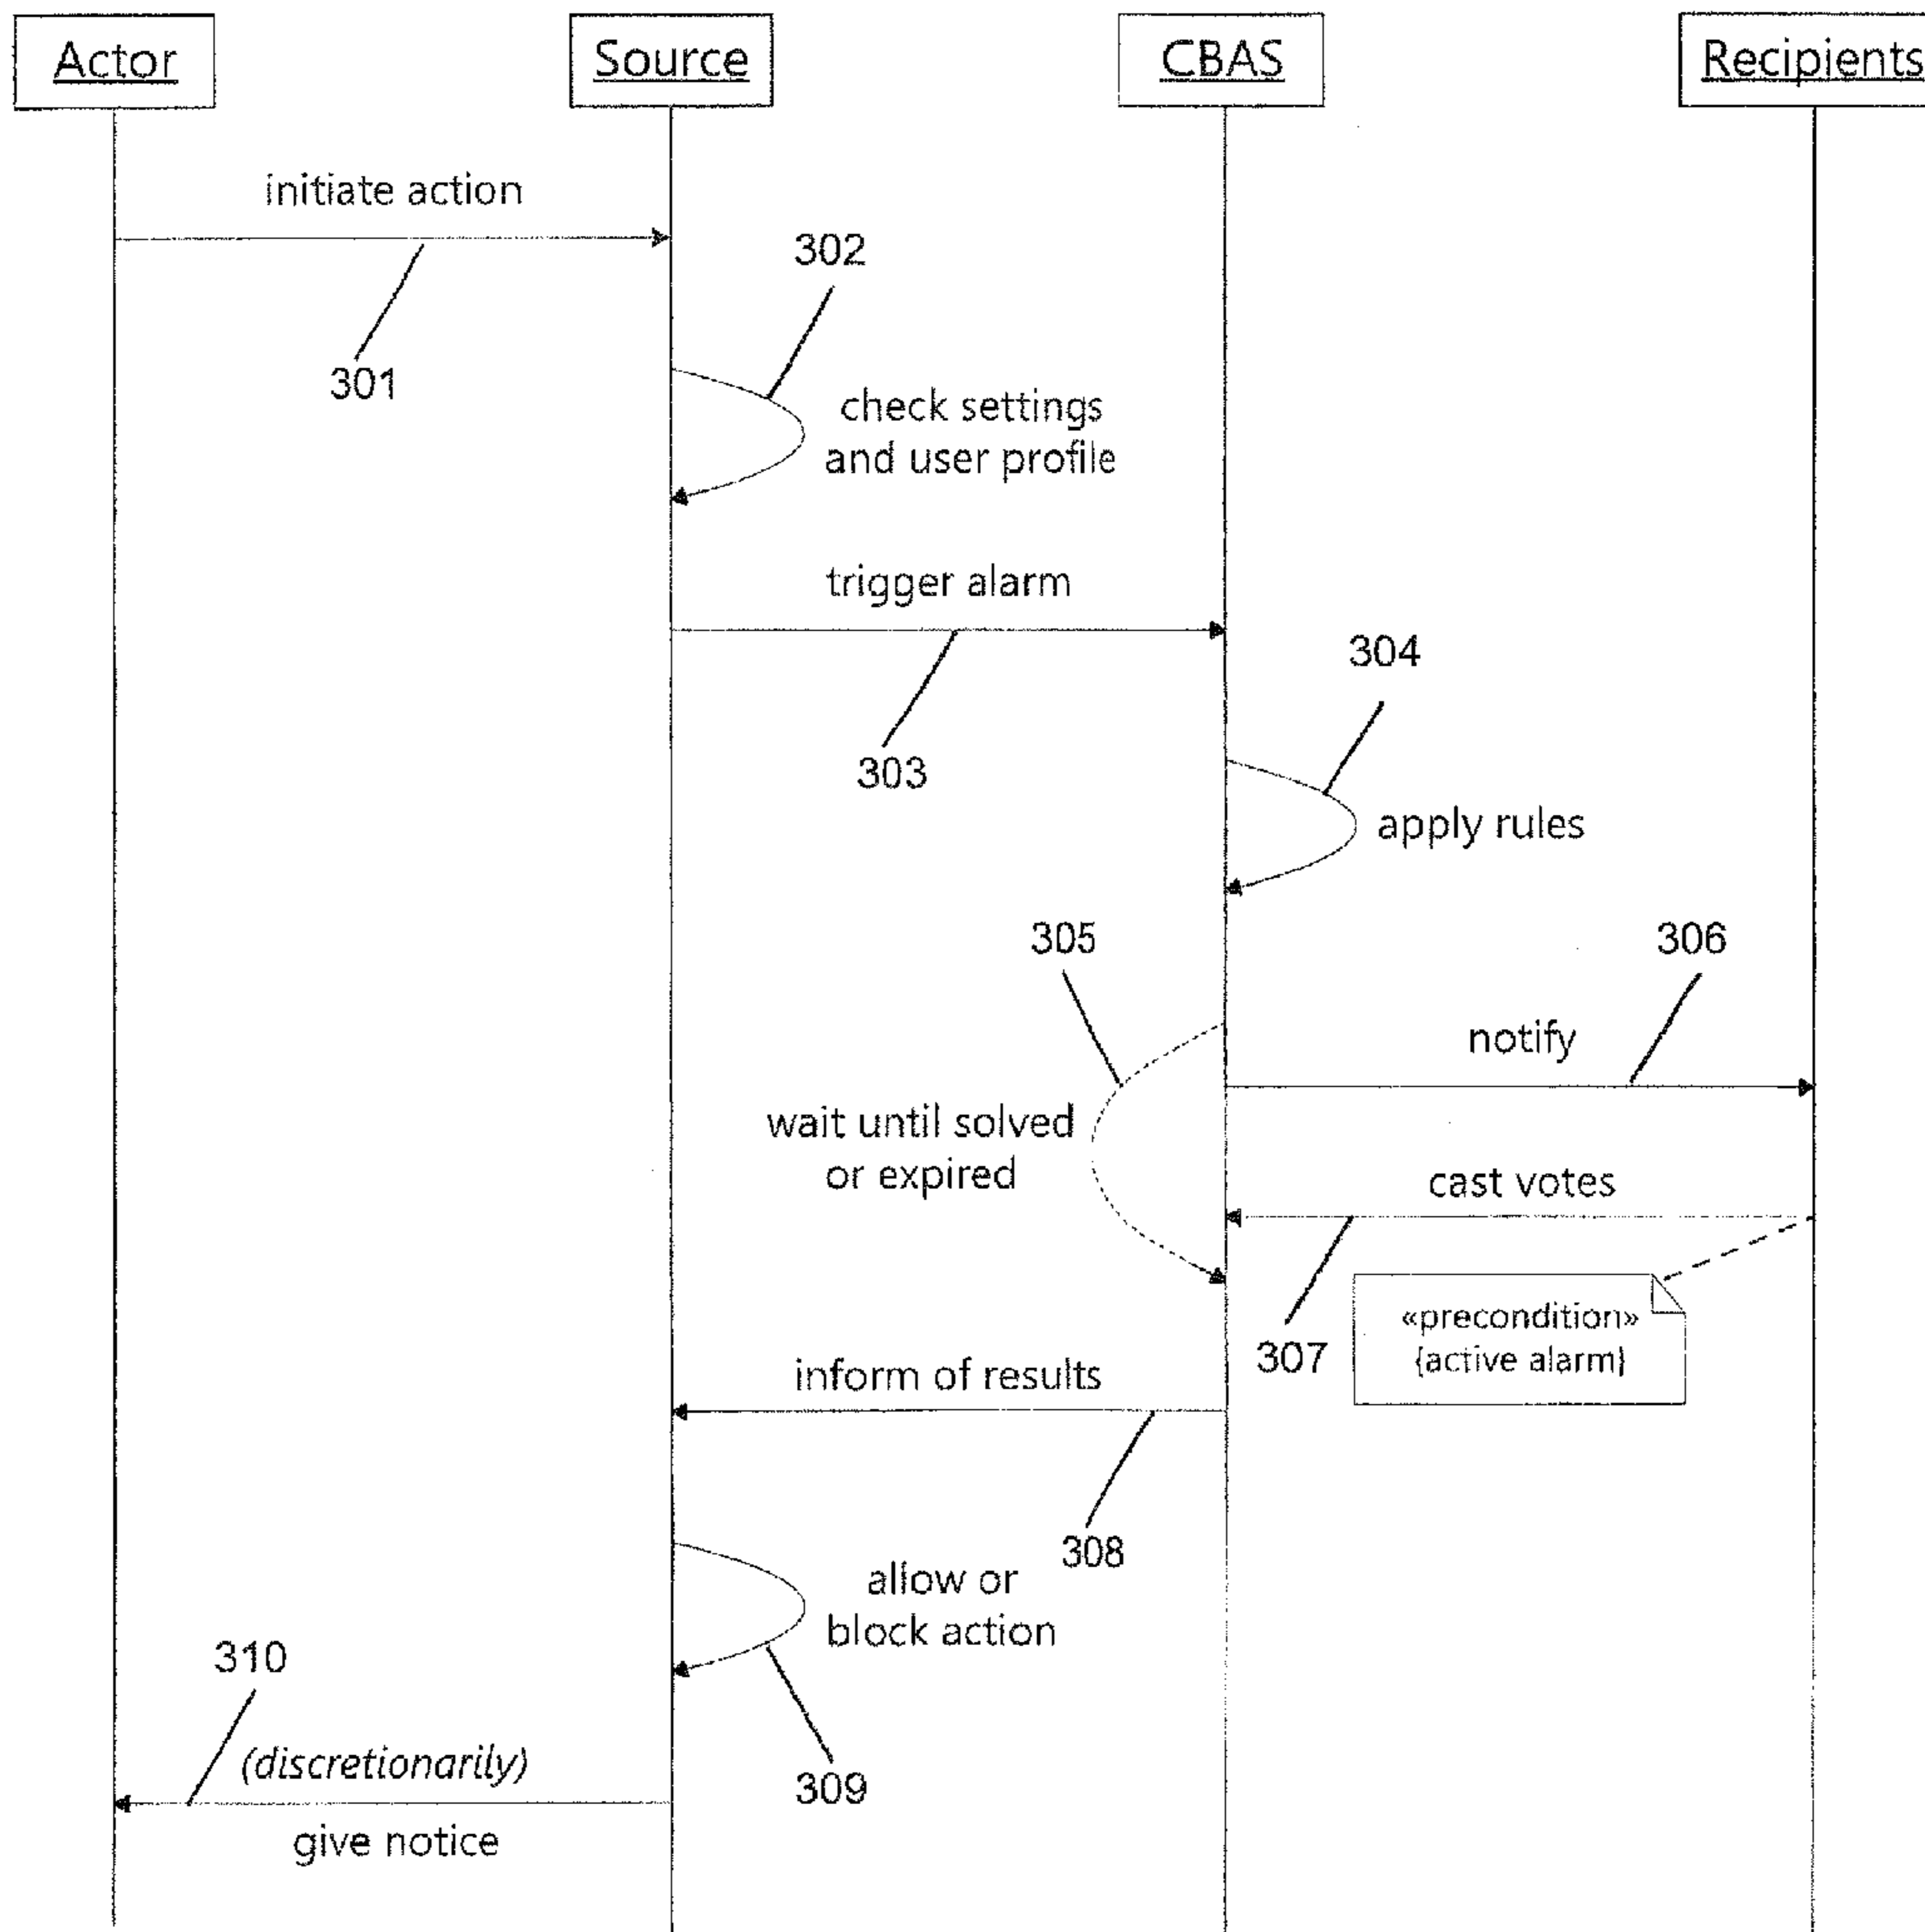 Actor
Source
CBAS
Recipients
initiate action
301
302
check settings
and user profile
trigger alarm
303
304
apply rules
305
306
notify
wait until solved
or expired
cast votes
307
«precondition»
{active alarm}
inform of results
308
allow or
block action
309
310
(discretionarily)
give notice